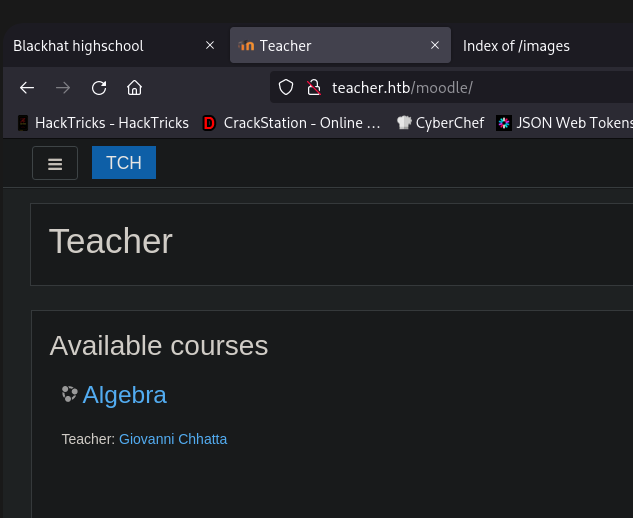 Blackhat highschool × Teacher × Index of /images
teacher.htb/moodle/
HackTricks - HackTricks CrackStation - Online … CyberChef JSON Web Tokens
TCH
Teacher
Available courses
Algebra
Teacher: Giovanni Chhatta